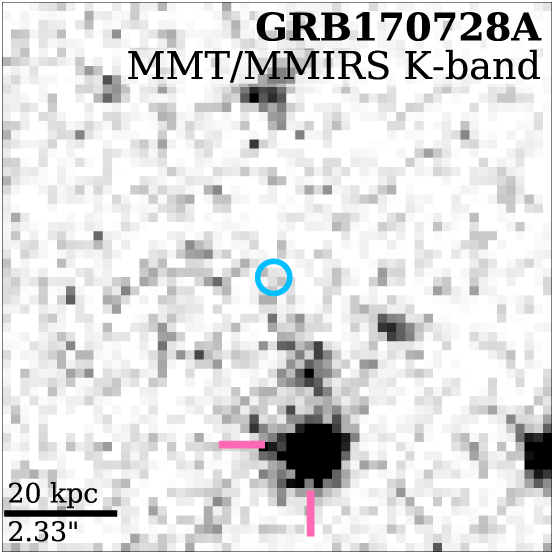 GRB170728A
MMT/MMIRS K-band
20 kpc
2.33"